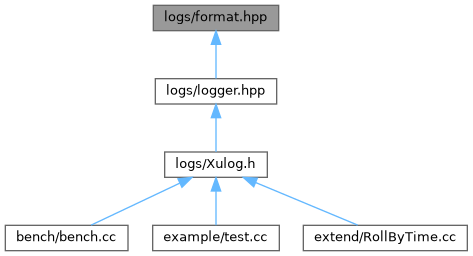 logs/format.hpp
logs/logger.hpp
logs/Xulog.h
bench/bench.cc
example/test.cc
extend/RollByTime.cc